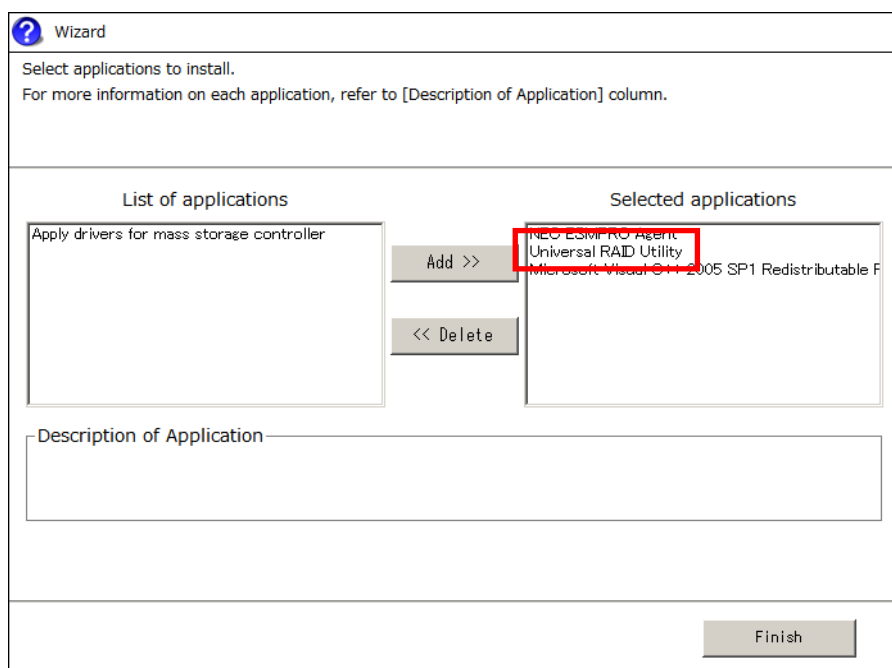 Wizard
Select applications to install.
For more information on each application, refer to [Description of Application] column.
List of applications
Selected applications
Apply drivers for mass storage controller
Add >>
<< Delete
NEC ESMPRO Agent
Universal RAID Utility
Microsoft Visual C++ 2005 SP1 Redistributable F
Description of Application
Finish